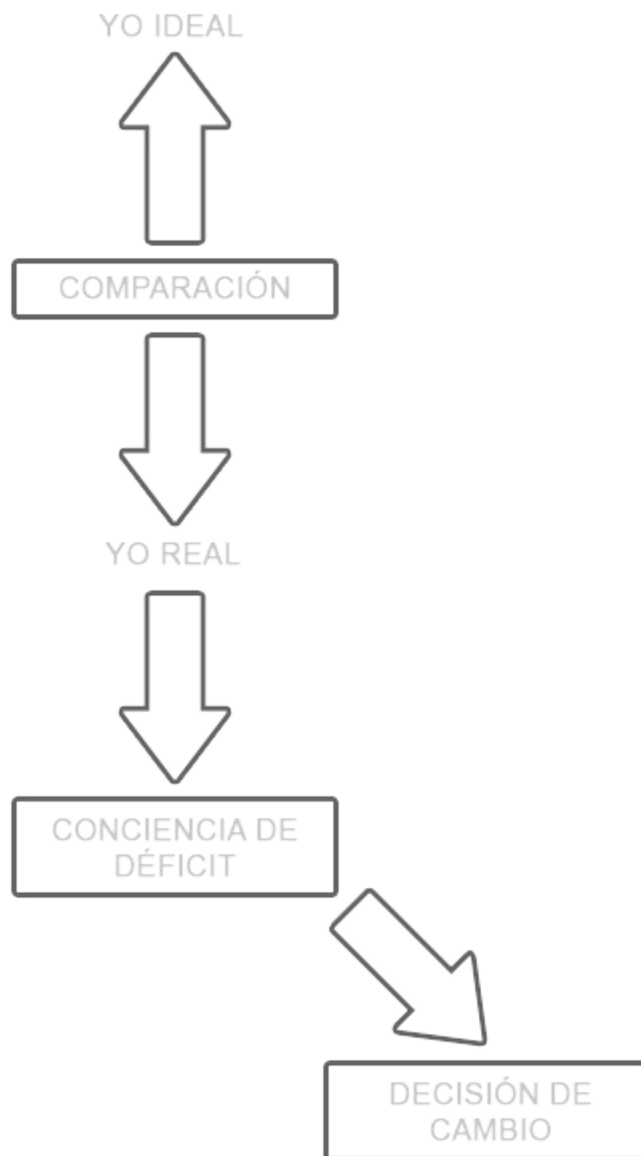 YO IDEAL
COMPARACIÓN
YO REAL
CONCIENCIA DE
DÉFICIT
DECISIÓN DE
CAMBIO